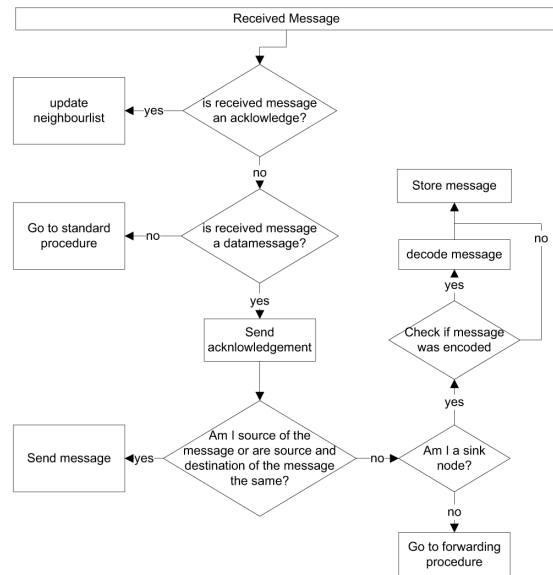 Received Message
is received message
an acklowledge?
yes
update
neighbourlist
no
is received message
a datamessage?
no
Go to standard
procedure
yes
Send
acknlowledgement
Am I source of the
message or are source and
destination of the message
the same?
yes
Send message
no
Am I a sink
node?
yes
Check if message
was encoded
yes
decode message
no
Store message
no
Go to forwarding
procedure